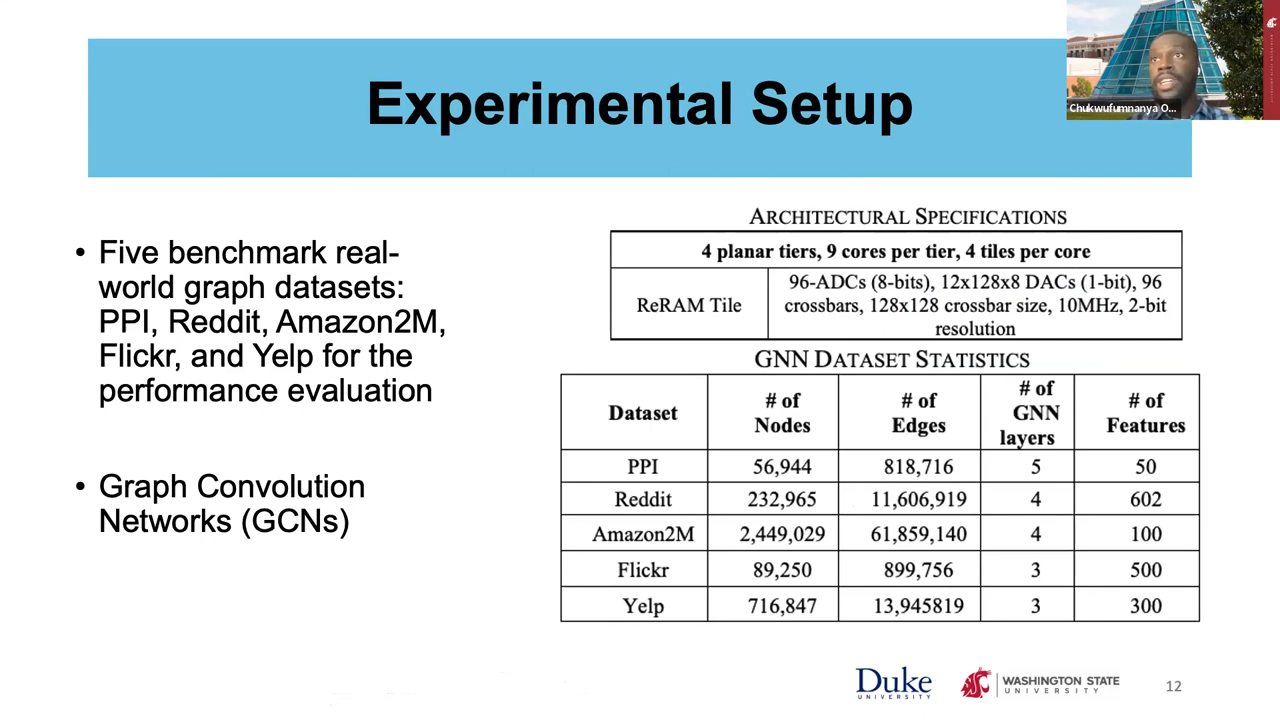 Experimental Setup
Chukwufumnanya O...
• Five benchmark real-
world graph datasets:
PPI, Reddit, Amazon2M,
Flickr, and Yelp for the
performance evaluation
• Graph Convolution
Networks (GCNs)
ARCHITECTURAL SPECIFICATIONS
4 planar tiers, 9 cores per tier, 4 tiles per core
ReRAM Tile
96-ADCs (8-bits), 12x128x8 DACs (1-bit), 96
crossbars, 128x128 crossbar size, 10MHz, 2-bit
resolution
GNN DATASET STATISTICS
Dataset # of Nodes # of Edges # of GNN layers # of Features
PPI 56,944 818,716 5 50
Reddit 232,965 11,606,919 4 602
Amazon2M 2,449,029 61,859,140 4 100
Flickr 89,250 899,756 3 500
Yelp 716,847 13,945819 3 300
Duke
UNIVERSITY
WASHINGTON STATE
UNIVERSITY
12